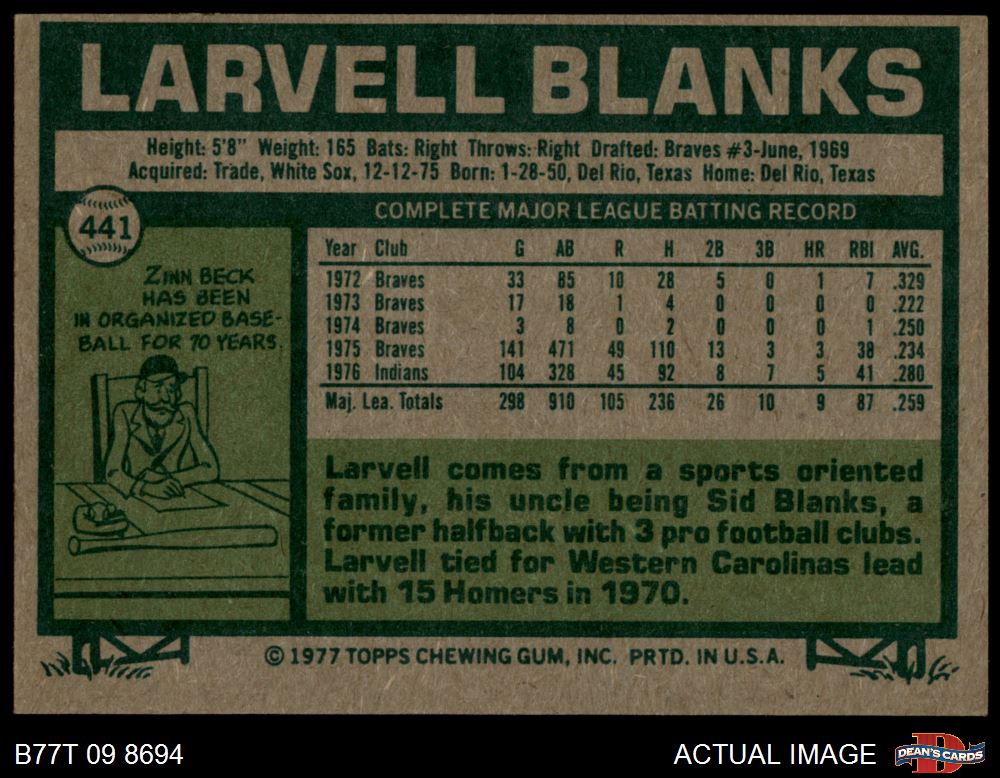 LARVELL BLANKS
Height: 5'8" Weight: 165 Bats: Right Throws: Right Drafted: Braves #3-June, 1969
Acquired: Trade, White Sox, 12-12-75 Born: 1-28-50, Del Rio, Texas Home: Del Rio, Texas
441
COMPLETE MAJOR LEAGUE BATTING RECORD
ZINN BECK
HAS BEEN
IN ORGANIZED BASE-
BALL FOR 70 YEARS.
Year Club G AB R H 2B 3B HR RBI AVG.
1972 Braves 33 85 10 28 5 0 1 7 .329
1973 Braves 17 18 1 4 0 0 0 0 .222
1974 Braves 3 8 0 2 0 0 0 1 .250
1975 Braves 141 471 49 110 13 3 3 38 .234
1976 Indians 104 328 45 92 8 7 5 41 .280
Maj. Lea. Totals 298 910 105 236 26 10 9 87 .259
Larvell comes from a sports oriented
family, his uncle being Sid Blanks, a
former halfback with 3 pro football clubs.
Larvell tied for Western Carolinas lead
with 15 Homers in 1970.
© 1977 TOPPS CHEWING GUM, INC. PRTD. IN U.S.A.
B77T 09 8694
ACTUAL IMAGE
DEAN'S CARDS